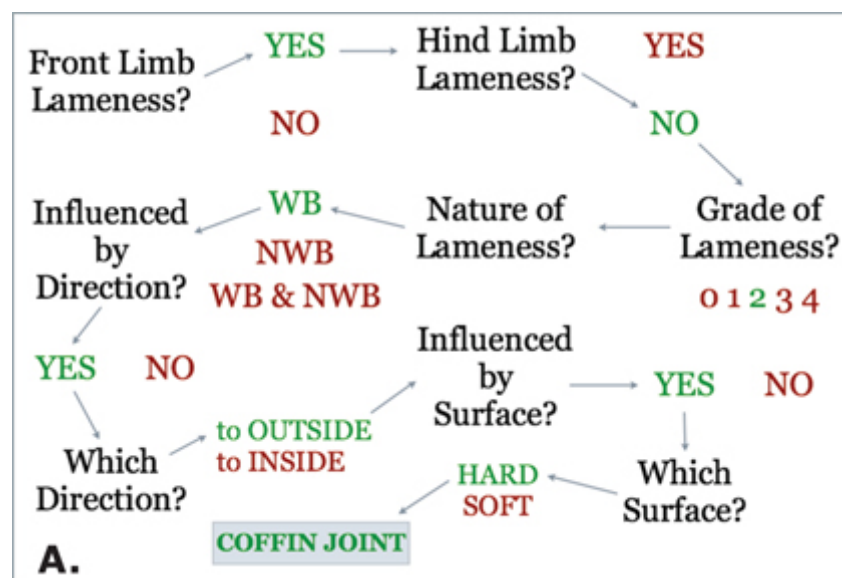 Front Limb
Lameness?
YES
NO
Hind Limb
Lameness?
YES
NO
Grade of
Lameness?
0 1 2 3 4
Nature of
Lameness?
WB
NWB
WB & NWB
Influenced
by
Direction?
YES NO
Which
Direction?
to OUTSIDE
to INSIDE
Influenced
by
Surface?
YES NO
Which
Surface?
HARD
SOFT
COFFIN JOINT
A.